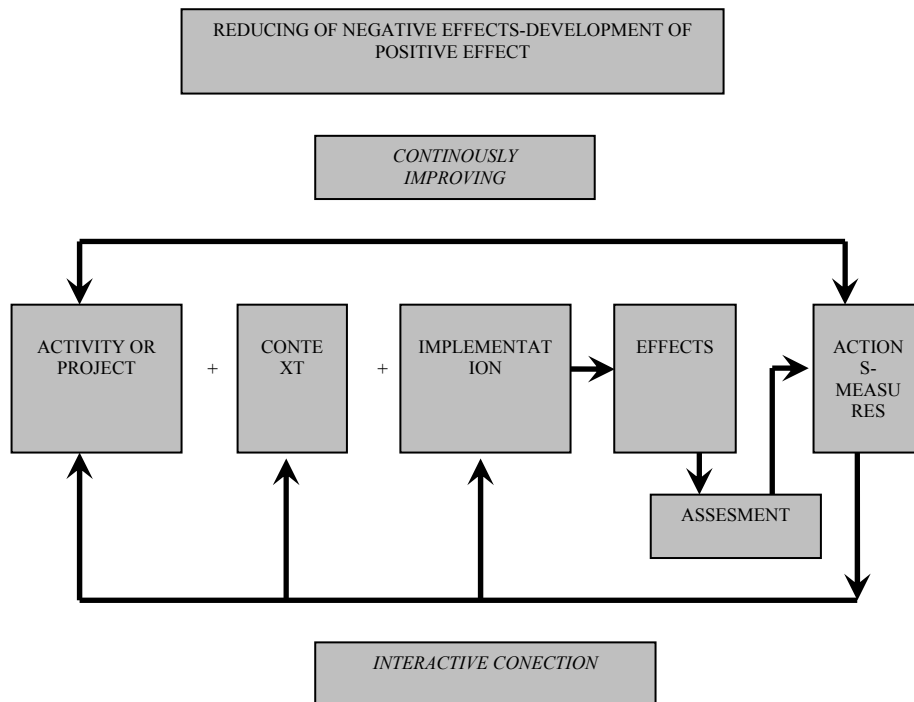 REDUCING OF NEGATIVE EFFECTS-DEVELOPMENT OF
POSITIVE EFFECT
CONTINOUSLY
IMPROVING
ACTIVITY OR
PROJECT
+
CONTE
XT
+
IMPLEMENTAT
ION
EFFECTS
ACTION
S-
MEASU
RES
ASSESMENT
INTERACTIVE CONECTION